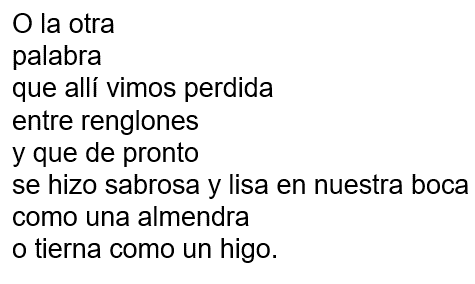 O la otra
palabra
que allí vimos perdida
entre renglones
y que de pronto
se hizo sabrosa y lisa en nuestra boca
como una almendra
o tierna como un higo.